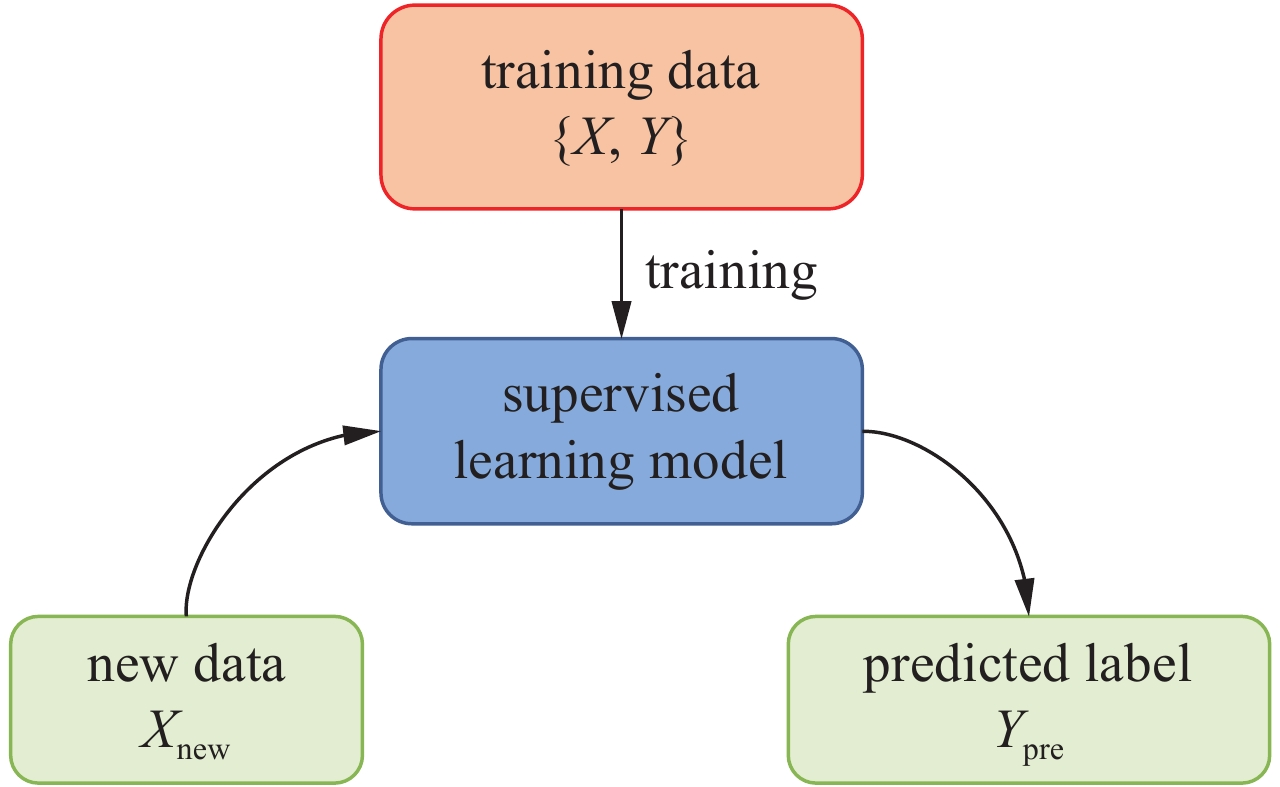 training data
{X, Y}
training
supervised
learning model
new data
Xnew
predicted label
Ypre